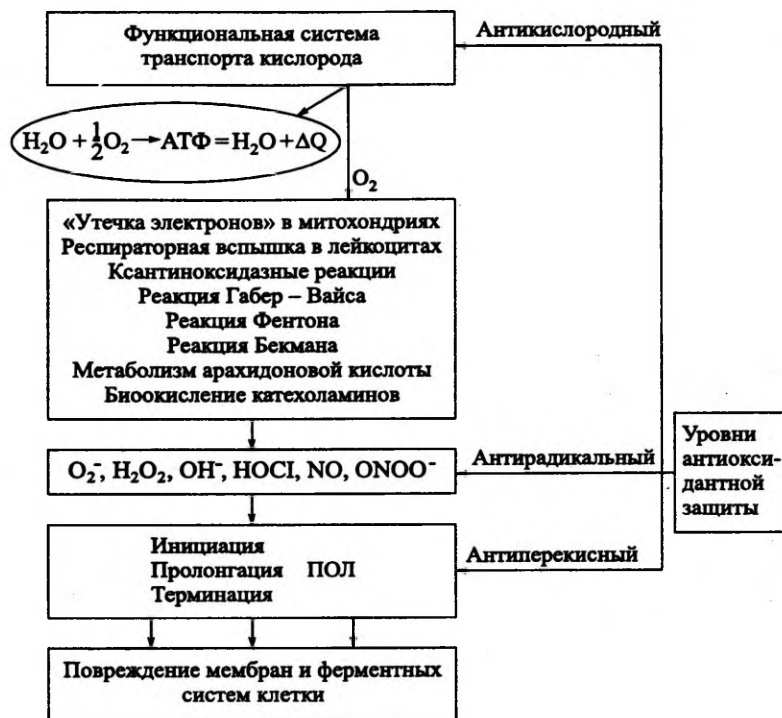 Функциональная система
транспорта кислорода
Антикислородный
H₂O + ½O₂ → АТФ = H₂O + ΔQ
O₂
«Утечка электронов» в митохондриях
Респираторная вспышка в лейкоцитах
Ксантиноксидазные реакции
Реакция Габер – Вайса
Реакция Фентона
Реакция Бекмана
Метаболизм арахидоновой кислоты
Биоокисление катехоламинов
O₂⁻, H₂O₂, OH⁻, HOCI, NO, ONOO⁻
Антирадикальный
Уровни
антиокси-
дантной
защиты
Инициация
Пролонгация ПОЛ
Терминация
Антиперекисный
Повреждение мембран и ферментных
систем клетки